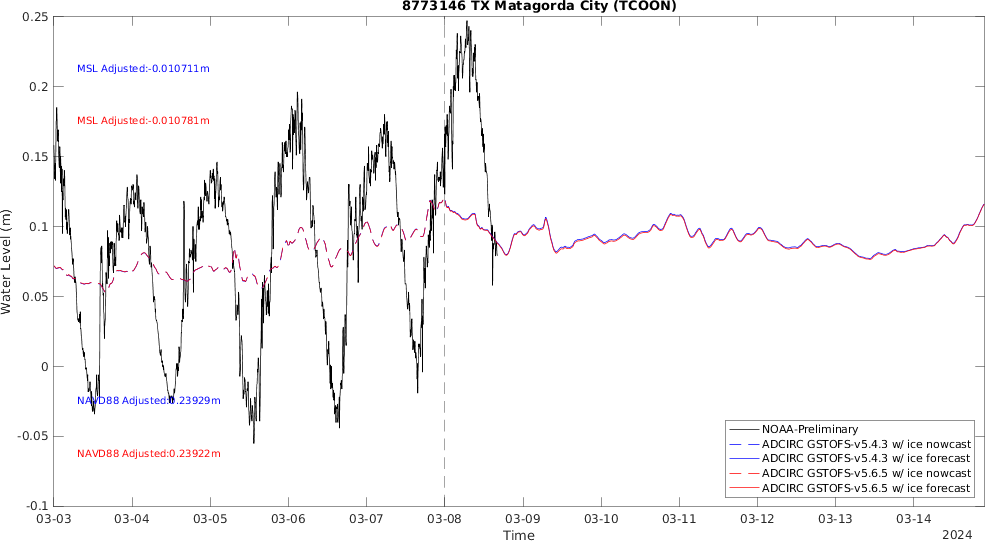 8773146 TX Matagorda City (TCOON)
0.25
0.2
0.15
0.1
0.05
0
-0.05
-0.1
Water Level (m)
MSL Adjusted:-0.010711m
MSL Adjusted:-0.010781m
NAVD88 Adjusted:0.23929m
NAVD88 Adjusted:0.23922m
NOAA-Preliminary
ADCIRC GSTOFS-v5.4.3 w/ ice nowcast
ADCIRC GSTOFS-v5.4.3 w/ ice forecast
ADCIRC GSTOFS-v5.6.5 w/ ice nowcast
ADCIRC GSTOFS-v5.6.5 w/ ice forecast
03-03 03-04 03-05 03-06 03-07 03-08 03-09 03-10 03-11 03-12 03-13 03-14
Time
2024